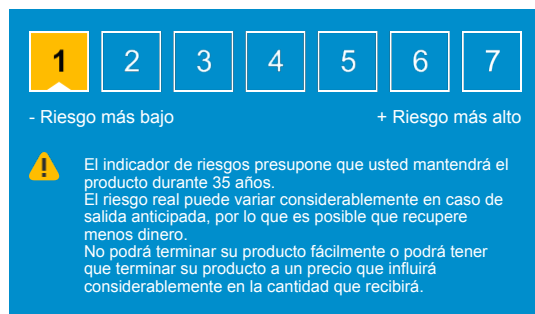 1 2 3 4 5 6 7
- Riesgo más bajo + Riesgo más alto
El indicador de riesgos presupone que usted mantendrá el
producto durante 35 años.
El riesgo real puede variar considerablemente en caso de
salida anticipada, por lo que es posible que recupere
menos dinero.
No podrá terminar su producto fácilmente o podrá tener
que terminar su producto a un precio que influirá
considerablemente en la cantidad que recibirá.